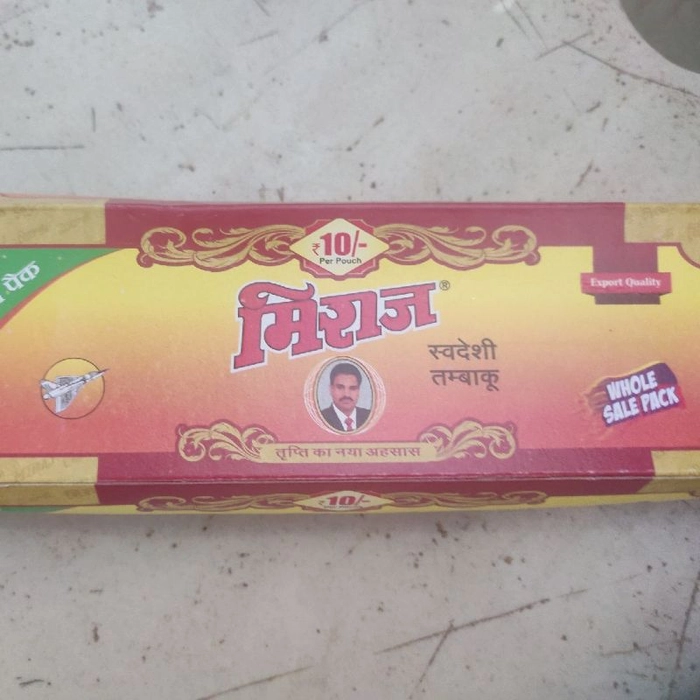 ₹10/-
Per Pouch
पैक
Export Quality
मिराज®
स्वदेशी
तम्बाकू
WHOLE
SALE PACK
तृप्ति का नया अहसास
₹10/-